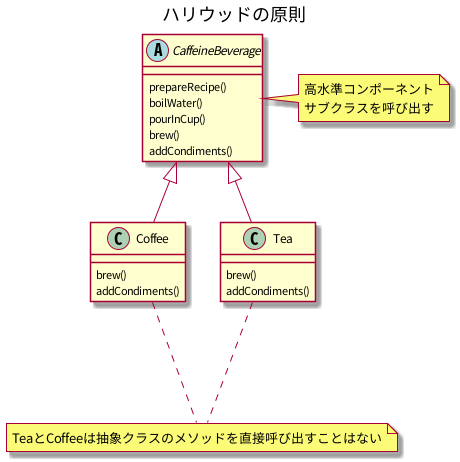 ハリウッドの原則
A CaffeineBeverage
prepareRecipe()
boilWater()
pourInCup()
brew()
addCondiments()
高水準コンポーネント
サブクラスを呼び出す
C Coffee
brew()
addCondiments()
C Tea
brew()
addCondiments()
TeaとCoffeeは抽象クラスのメソッドを直接呼び出すことはない